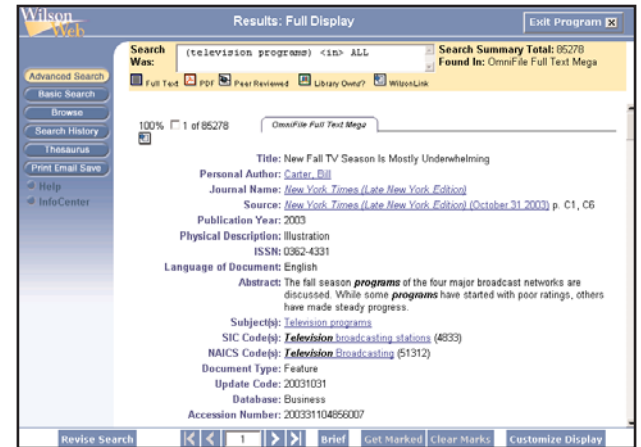 Wilson Web
Results: Full Display
Exit Program
Search Was:
(television programs) <in> ALL
Search Summary Total: 85278
Found In: OmniFile Full Text Mega
Full Text PDF Peer Reviewed Library Own? WilsonLink
Advanced Search
Basic Search
Browse
Search History
Thesaurus
Print Email Save
Help
InfoCenter
100% 1 of 85278
OmniFile Full Text Mega
Title: New Fall TV Season Is Mostly Underwhelming
Personal Author: Carter, Bill
Journal Name: New York Times (Late New York Edition)
Source: New York Times (Late New York Edition) (October 31 2003) p. C1, C6
Publication Year: 2003
Physical Description: Illustration
ISSN: 0362-4331
Language of Document: English
Abstract: The fall season programs of the four major broadcast networks are
discussed. While some programs have started with poor ratings, others
have made steady progress.
Subject(s): Television programs
SIC Code(s): Television broadcasting stations (4833)
NAICS Code(s): Television Broadcasting (51312)
Document Type: Feature
Update Code: 20031031
Database: Business
Accession Number: 200331104856007
Revise Search 1 Brief Get Marked Clear Marks Customize Display